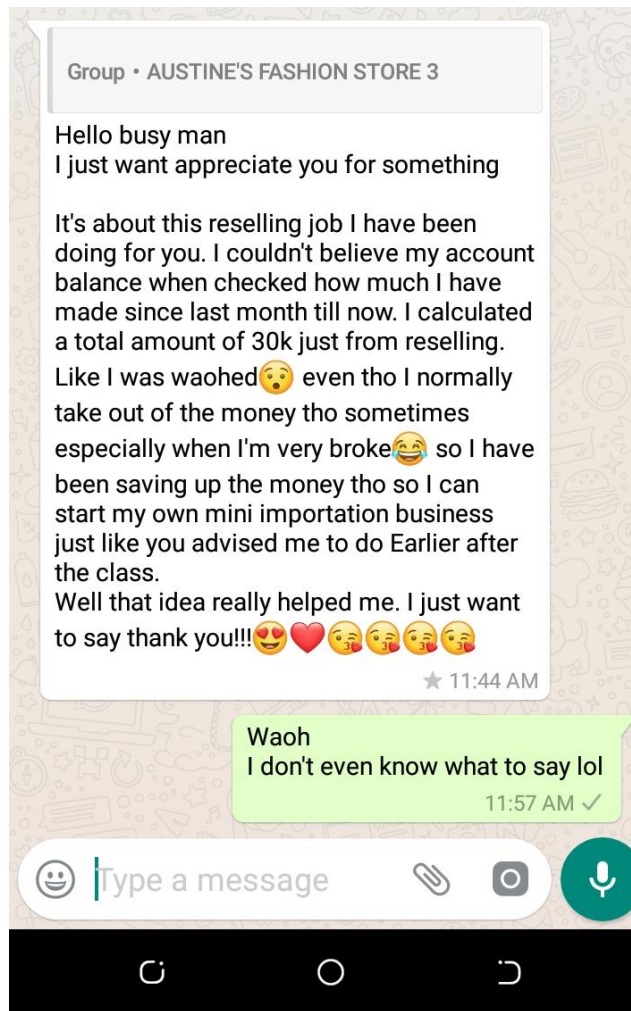 Group • AUSTINE'S FASHION STORE 3
Hello busy man
I just want appreciate you for something
It's about this reselling job I have been
doing for you. I couldn't believe my account
balance when checked how much I have
made since last month till now. I calculated
a total amount of 30k just from reselling.
Like I was waohed😯 even tho I normally
take out of the money tho sometimes
especially when I'm very broke😂 so I have
been saving up the money tho so I can
start my own mini importation business
just like you advised me to do Earlier after
the class.
Well that idea really helped me. I just want
to say thank you!!!😍❤️😘😘😘😘
★ 11:44 AM
Waoh
I don't even know what to say lol
11:57 AM ✓
Type a message